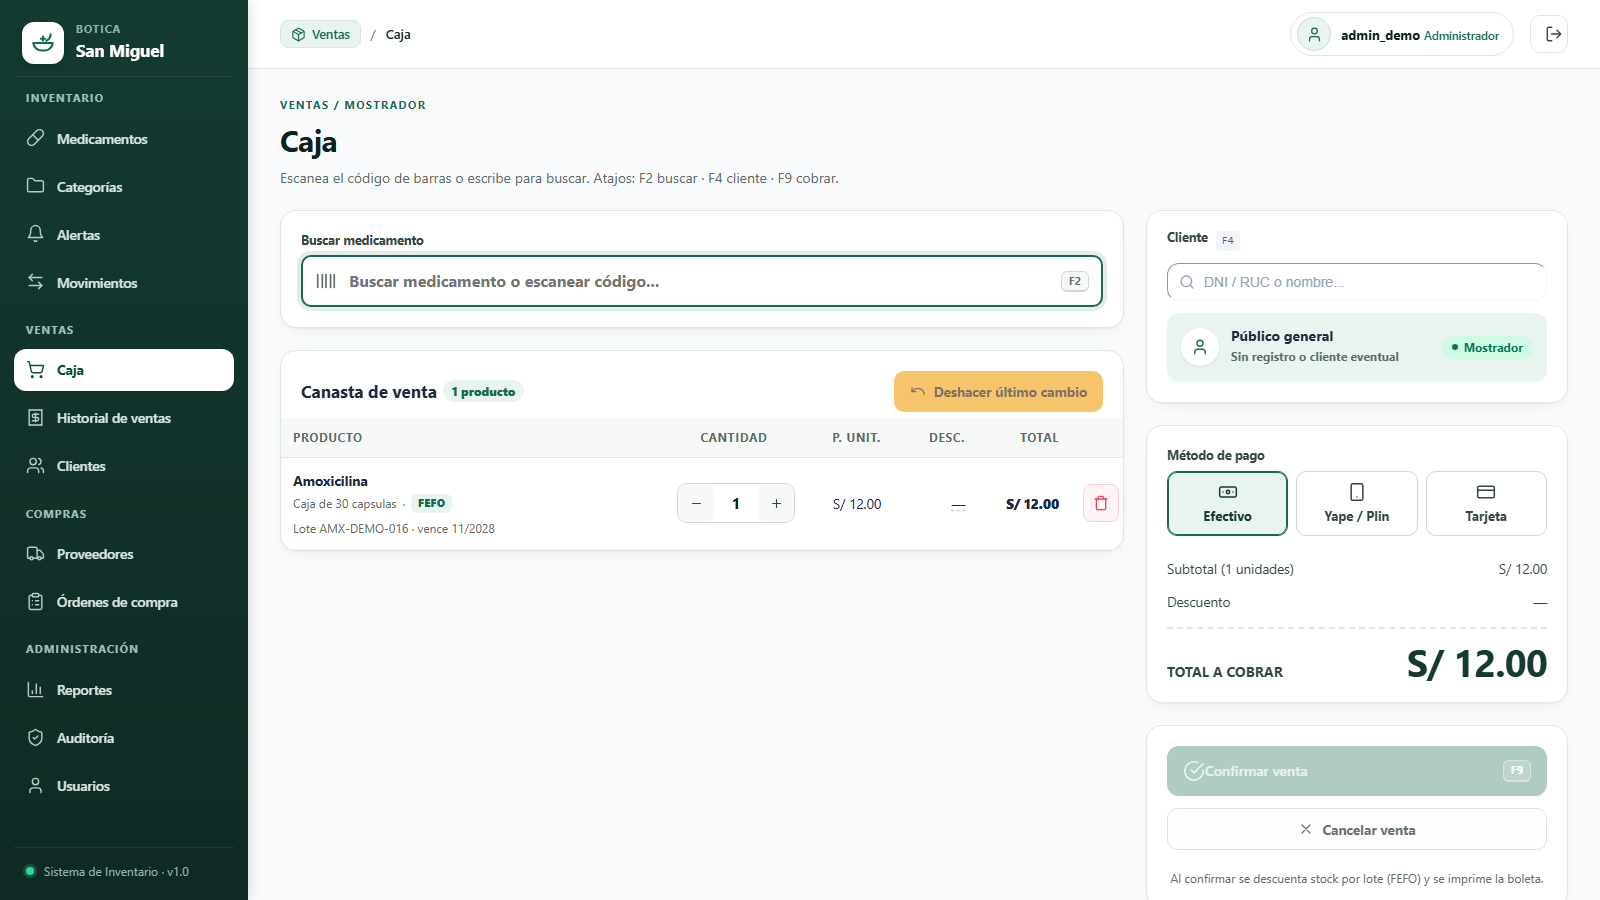 BOTICA
San Miguel
INVENTARIO
Medicamentos
Categorías
Alertas
Movimientos
VENTAS
Caja
Historial de ventas
Clientes
COMPRAS
Proveedores
Órdenes de compra
ADMINISTRACIÓN
Reportes
Auditoría
Usuarios
Sistema de Inventario · v1.0
Ventas / Caja
admin_demo Administrador
VENTAS / MOSTRADOR
Caja
Escanea el código de barras o escribe para buscar. Atajos: F2 buscar · F4 cliente · F9 cobrar.
Buscar medicamento
Buscar medicamento o escanear código... F2
Canasta de venta 1 producto Deshacer último cambio
PRODUCTO CANTIDAD P. UNIT. DESC. TOTAL
Amoxicilina
Caja de 30 capsulas · FEFO
Lote AMX-DEMO-016 · vence 11/2028
− 1 + S/ 12.00 — S/ 12.00
Cliente F4
DNI / RUC o nombre...
Público general
Sin registro o cliente eventual
Mostrador
Método de pago
Efectivo Yape / Plin Tarjeta
Subtotal (1 unidades) S/ 12.00
Descuento —
TOTAL A COBRAR S/ 12.00
Confirmar venta F9
Cancelar venta
Al confirmar se descuenta stock por lote (FEFO) y se imprime la boleta.